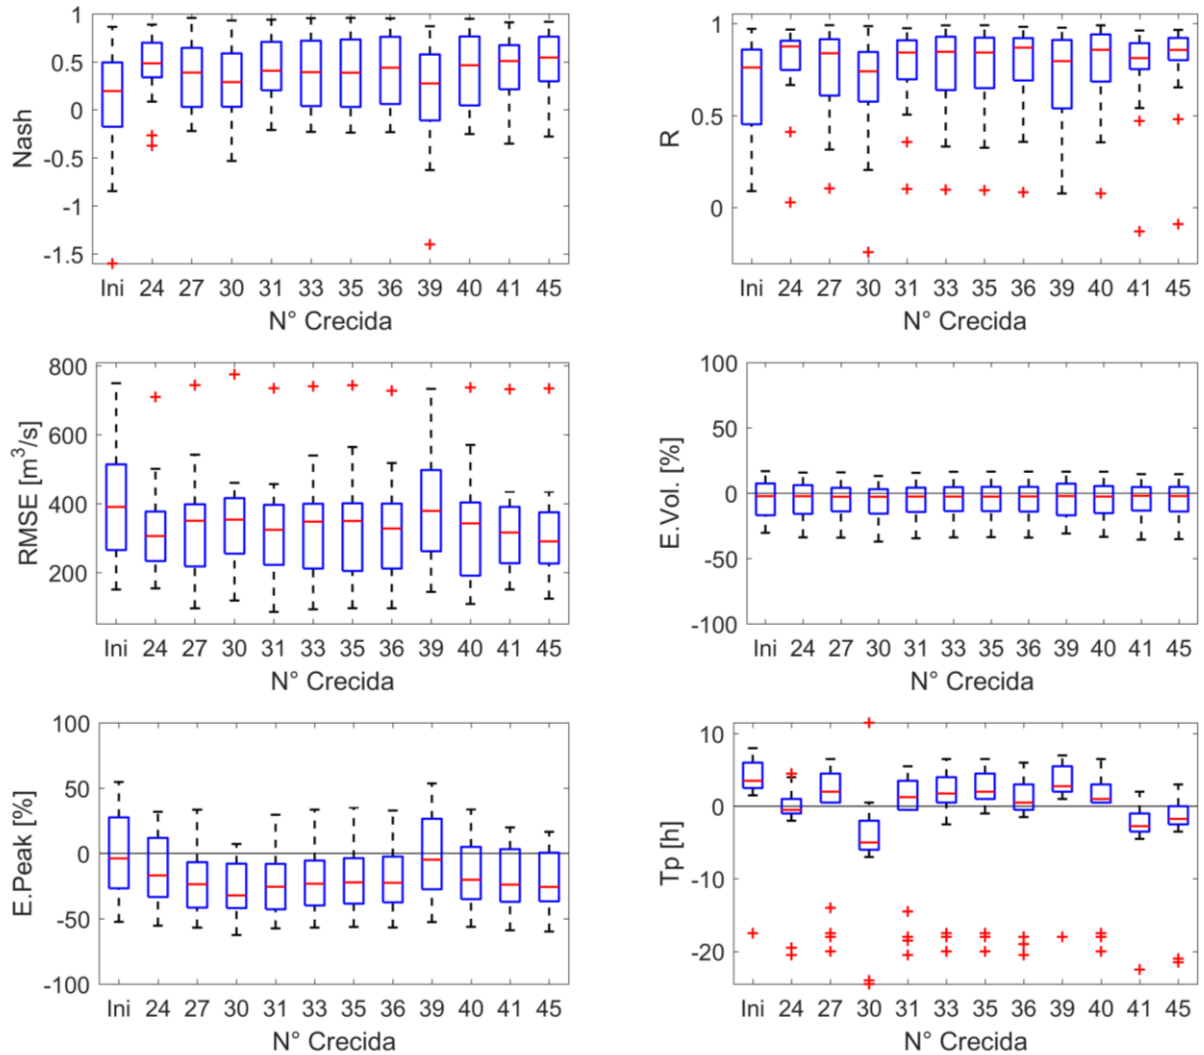 1
0.5
0
-0.5
-1
-1.5
Nash
Ini 24 27 30 31 33 35 36 39 40 41 45
N° Crecida
1
0.5
0
R
Ini 24 27 30 31 33 35 36 39 40 41 45
N° Crecida
800
600
400
200
RMSE [m³/s]
Ini 24 27 30 31 33 35 36 39 40 41 45
N° Crecida
100
50
0
-50
-100
E.Vol. [%]
Ini 24 27 30 31 33 35 36 39 40 41 45
N° Crecida
100
50
0
-50
-100
E.Peak [%]
Ini 24 27 30 31 33 35 36 39 40 41 45
N° Crecida
10
0
-10
-20
Tp [h]
Ini 24 27 30 31 33 35 36 39 40 41 45
N° Crecida